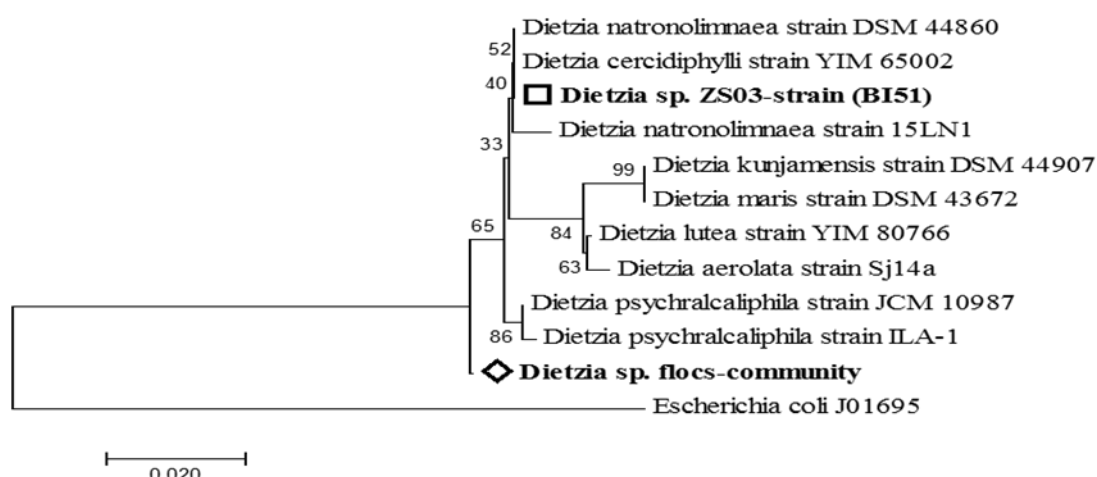 Dietzia natronolimnaea strain DSM 44860
52
Dietzia cercidiphylli strain YIM 65002
40
Dietzia sp. ZS03-strain (BI51)
Dietzia natronolimnaea strain 15LN1
33
Dietzia kunjamensis strain DSM 44907
99
Dietzia maris strain DSM 43672
65
84
Dietzia lutea strain YIM 80766
63
Dietzia aerolata strain Sj14a
Dietzia psychralcaliphila strain JCM 10987
86
Dietzia psychralcaliphila strain ILA-1
Dietzia sp. flocs-community
Escherichia coli J01695
0.020